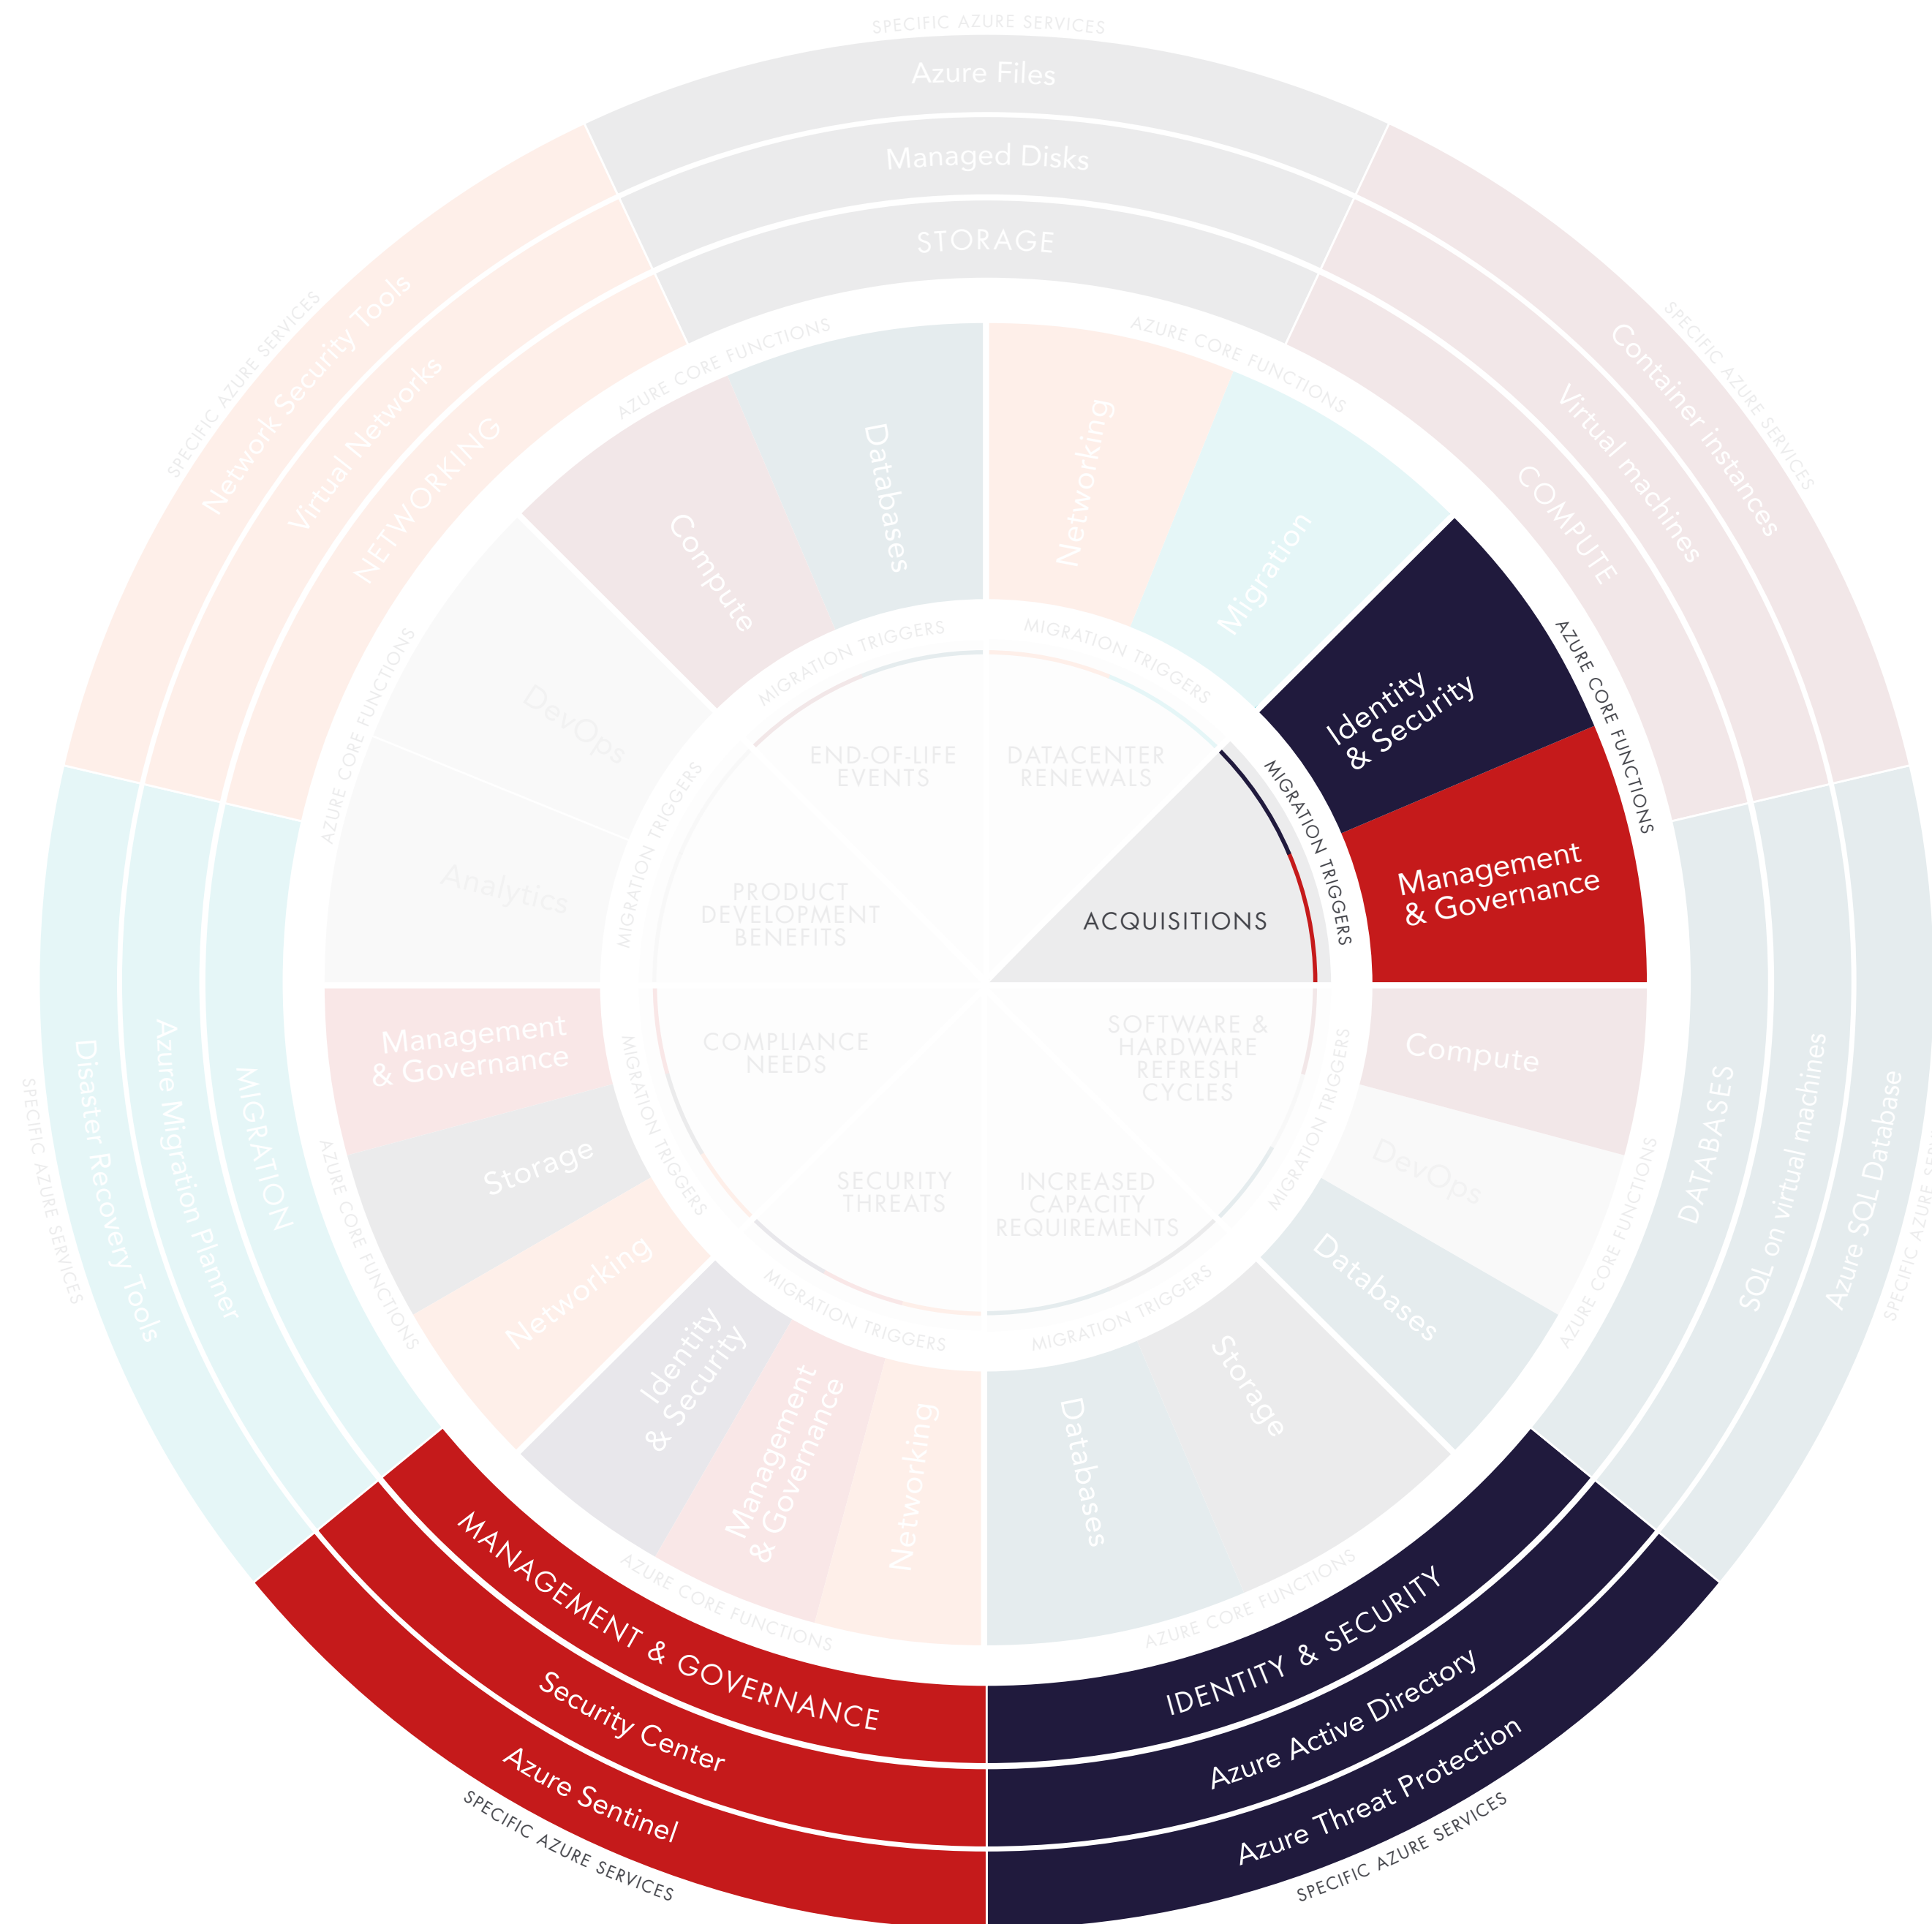 SPECIFIC AZURE SERVICES
Azure Files
Managed Disks
STORAGE
SPECIFIC AZURE SERVICES
Container instances
Virtual machines
COMPUTE
SPECIFIC AZURE SERVICES
Network Security Tools
Virtual Networks
NETWORKING
AZURE CORE FUNCTIONS
Compute
Databases
AZURE CORE FUNCTIONS
Networking
Migration
AZURE CORE FUNCTIONS
Identity
& Security
Management
& Governance
AZURE CORE FUNCTIONS
DevOps
Analytics
MIGRATION TRIGGERS
END-OF-LIFE
EVENTS
MIGRATION TRIGGERS
DATACENTER
RENEWALS
MIGRATION TRIGGERS
ACQUISITIONS
MIGRATION TRIGGERS
PRODUCT
DEVELOPMENT
BENEFITS
MIGRATION TRIGGERS
COMPLIANCE
NEEDS
MIGRATION TRIGGERS
SOFTWARE &
HARDWARE
REFRESH
CYCLES
MIGRATION TRIGGERS
SECURITY
THREATS
MIGRATION TRIGGERS
INCREASED
CAPACITY
REQUIREMENTS
AZURE CORE FUNCTIONS
Management
& Governance
Storage
Networking
AZURE CORE FUNCTIONS
Compute
DevOps
Databases
AZURE CORE FUNCTIONS
Identity
& Security
Management
& Governance
Networking
AZURE CORE FUNCTIONS
Databases
Storage
SPECIFIC AZURE SERVICES
Disaster Recovery Tools
Azure Migration Planner
MIGRATION
DATABASES
SQL on virtual machines
Azure SQL Database
SPECIFIC AZURE
MANAGEMENT & GOVERNANCE
Security Center
Azure Sentinel
SPECIFIC AZURE SERVICES
IDENTITY & SECURITY
Azure Active Directory
Azure Threat Protection
SPECIFIC AZURE SERVICES